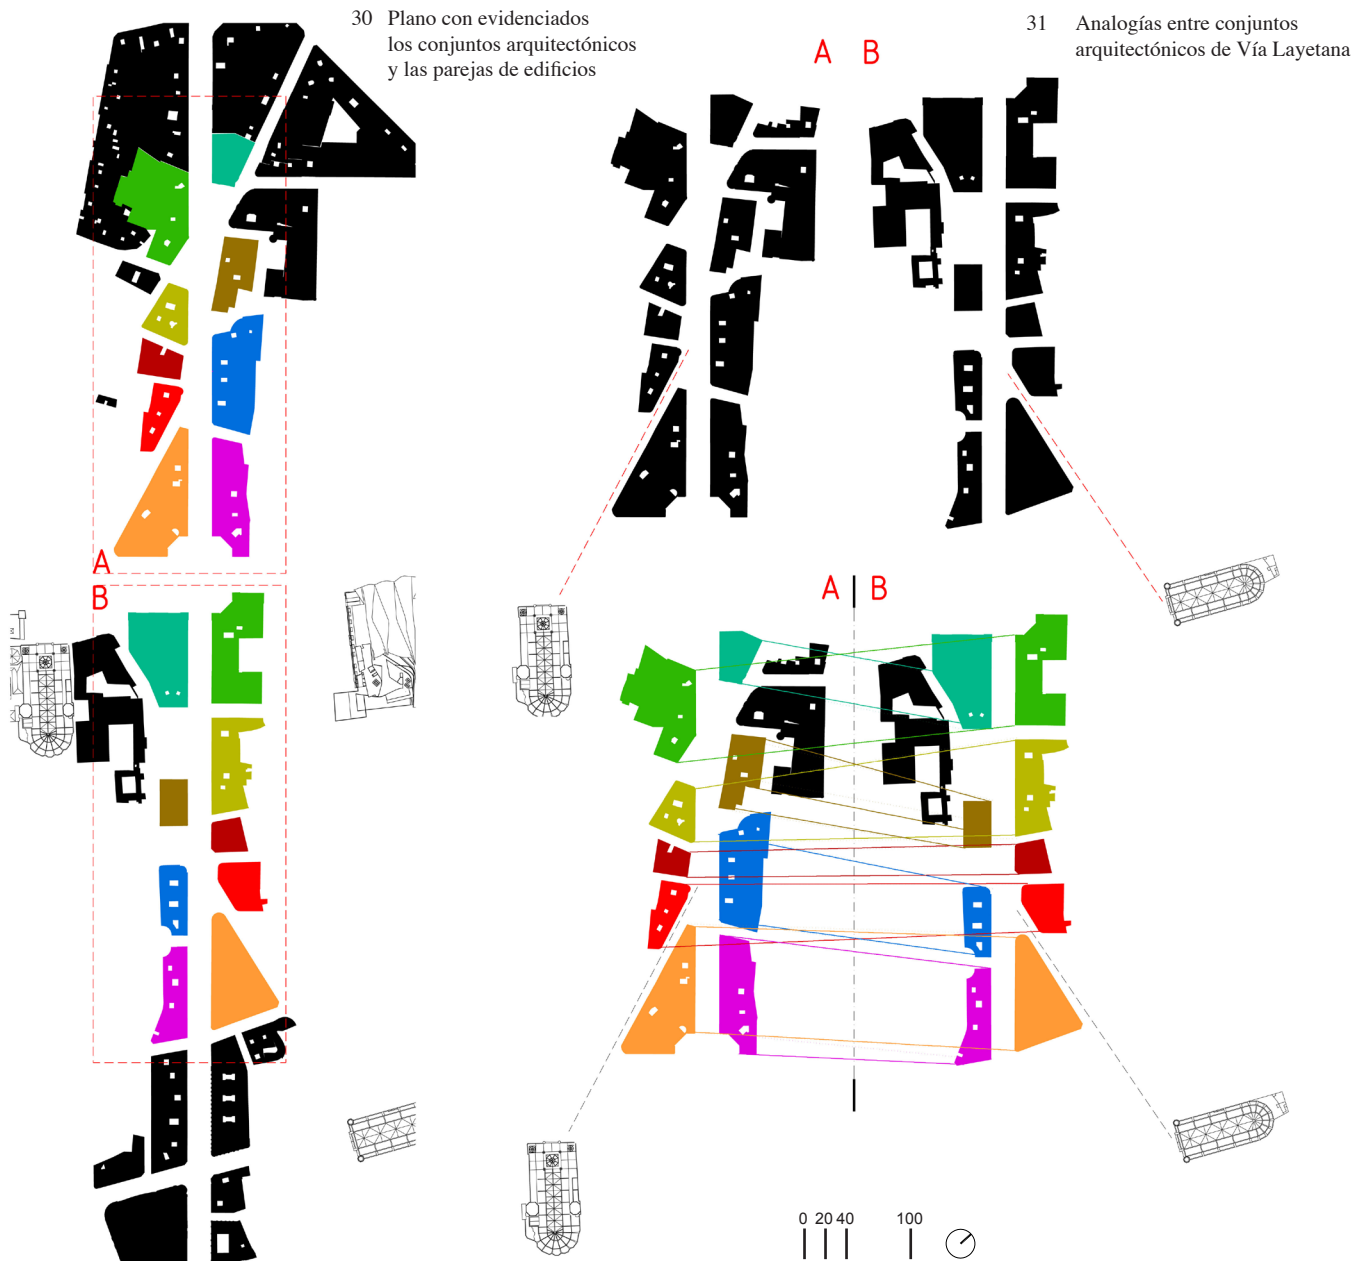 30 Plano con evidenciados
los conjuntos arquitectónicos
y las parejas de edificios
31 Analogías entre conjuntos
arquitectónicos de Vía Layetana
A B
A
B
A B
0 20 40 100